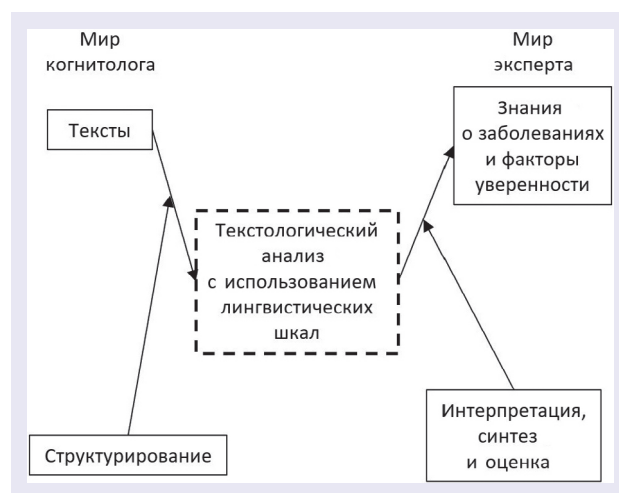 Мир
когнитолога
Мир
эксперта
Тексты
Знания
о заболеваниях
и факторы
уверенности
Текстологический
анализ
с использованием
лингвистических
шкал
Структурирование
Интерпретация,
синтез
и оценка